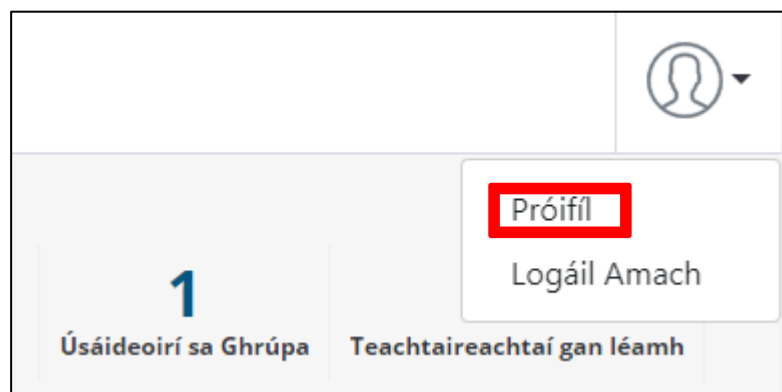 Próifíl
Logáil Amach
1
Úsáideoirí sa Ghrúpa
Teachtaireachtaí gan léamh